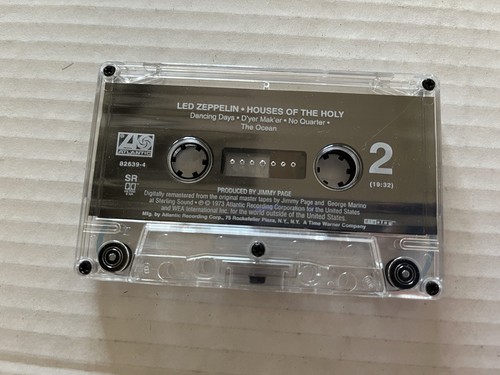 LED ZEPPELIN • HOUSES OF THE HOLY
Dancing Days • D'yer Mak'er • No Quarter •
The Ocean
ATLANTIC
82639-4
2
(19:32)
SR
PRODUCED BY JIMMY PAGE
Digitally remastered from the original master tapes by Jimmy Page and George Marino
at Sterling Sound • ℗ © 1973 Atlantic Recording Corporation for the United States
and WEA International Inc. for the world outside of the United States.
Mfg. by Atlantic Recording Corp., 75 Rockefeller Plaza, N.Y., N.Y. A Time Warner Company